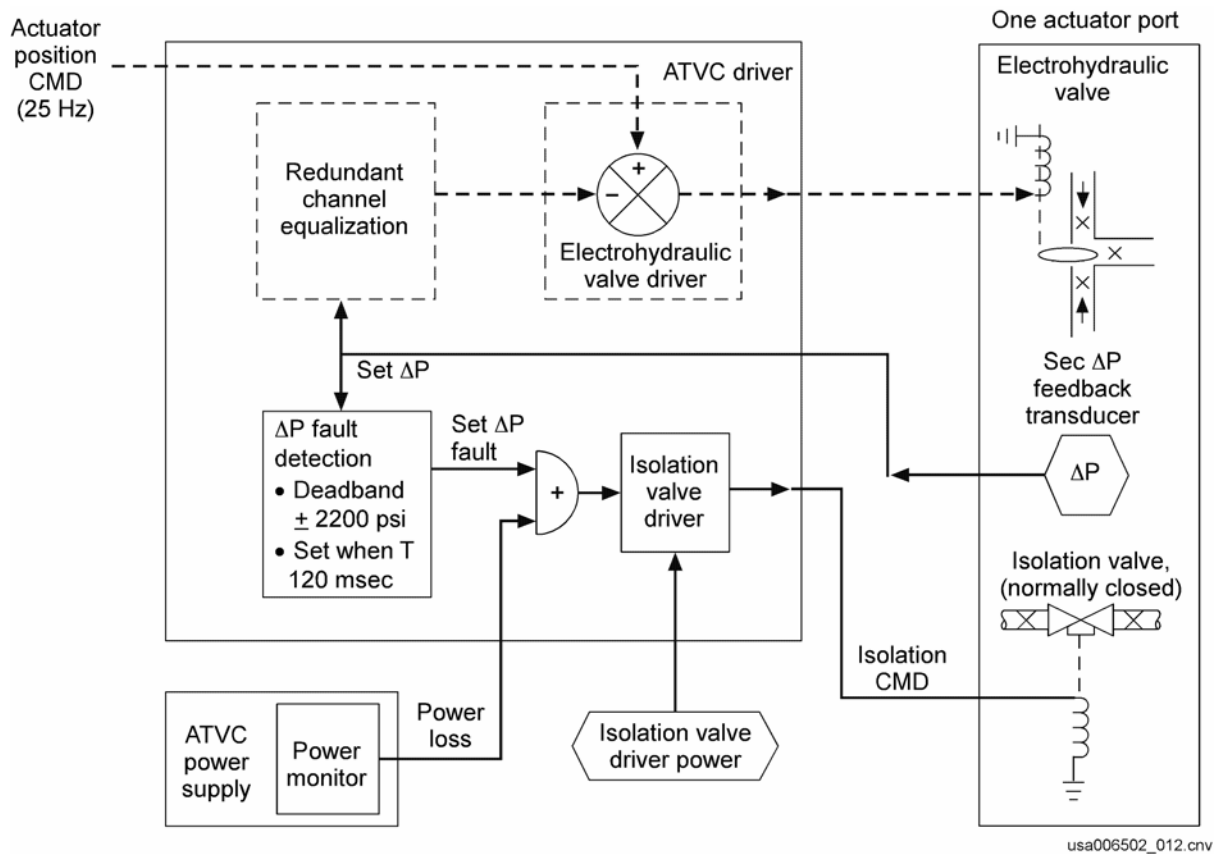 One actuator port
Actuator
position
CMD
(25 Hz)
ATVC driver
Redundant
channel
equalization
+
–
Electrohydraulic
valve driver
Electrohydraulic
valve
Set ΔP
Sec ΔP
feedback
transducer
ΔP
ΔP fault
detection
• Deadband
± 2200 psi
• Set when T
120 msec
Set ΔP
fault
+
Isolation
valve
driver
Isolation valve,
(normally closed)
Isolation
CMD
ATVC
power
supply
Power
monitor
Power
loss
Isolation valve
driver power
usa006502_012.cnv